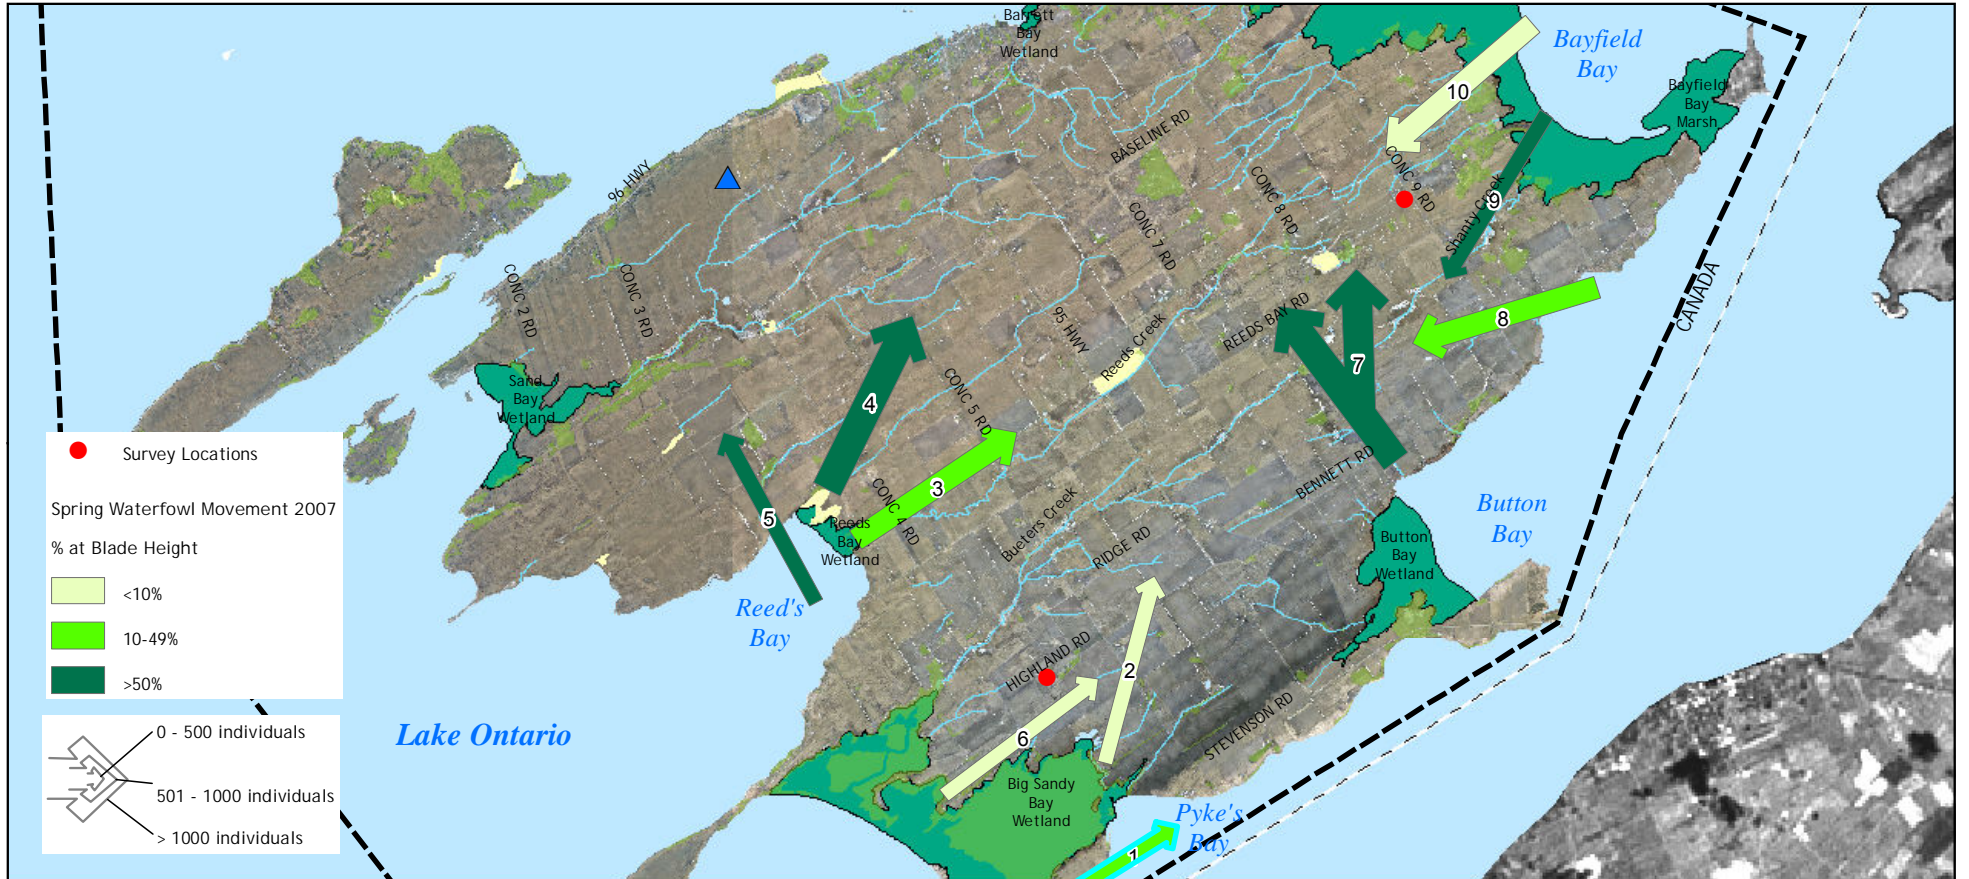 Barrett
Bay
Wetland
Bayfield
Bay
Bayfield
Bay
Marsh
10
BASELINE RD
96 HWY
CONC 9 RD
CONC 8 RD
9
Shanty Creek
CONC 7 RD
CONC 2 RD
CONC 3 RD
CANADA
REEDS BAY RD
8
95 HWY
Reeds Creek
7
Sand
Bay
Wetland
4
CONC 5 RD
3
CONC 4 RD
BENNETT RD
5
Reeds
Bay
Wetland
Bueters Creek
RIDGE RD
Button
Bay
Button
Bay
Wetland
Reed's
Bay
HIGHLAND RD
2
6
STEVENSON RD
Lake Ontario
Big Sandy
Bay
Wetland
Pyke's
Bay
1
Survey Locations
Spring Waterfowl Movement 2007
% at Blade Height
<10%
10-49%
>50%
0 - 500 individuals
501 - 1000 individuals
> 1000 individuals